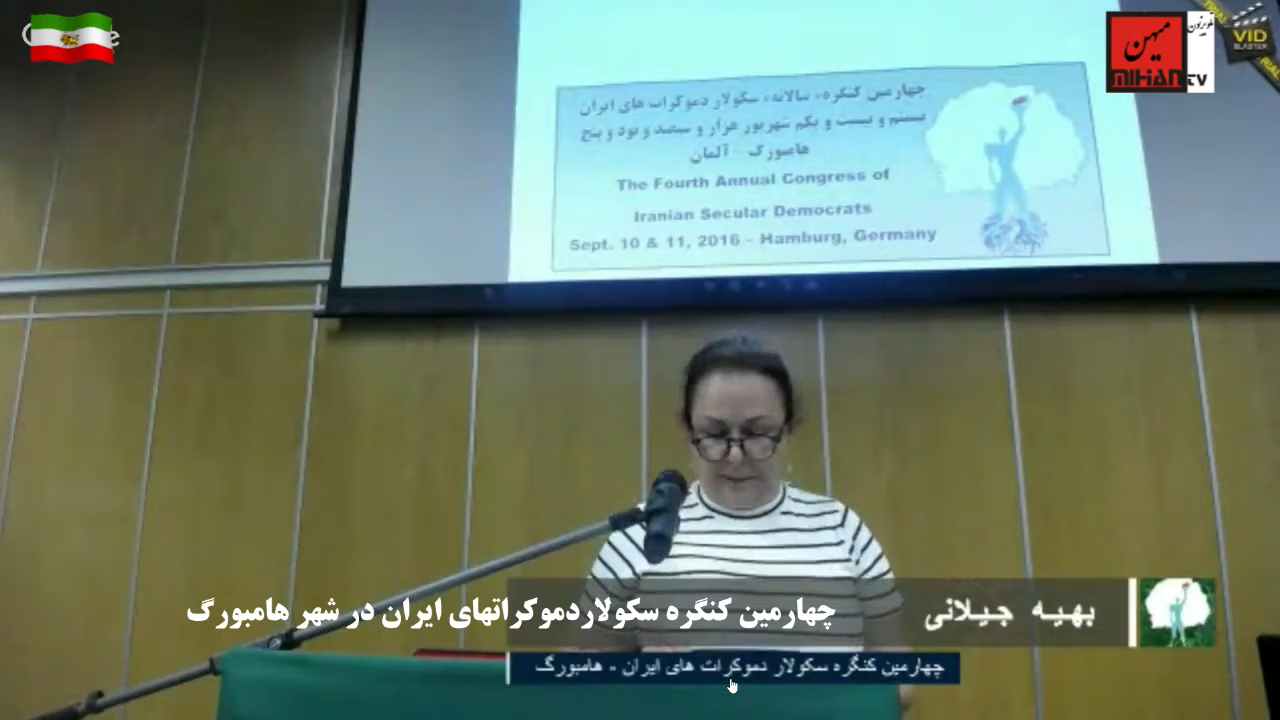 میهن
تلویزیون
MIHAN TV
VID
BLASTER
چهارمین کنگره سالانه سکولار دموکرات های ایران
بیستم و بیست و یکم شهریور هزار و سیصد و نود و پنج
هامبورگ - آلمان
The Fourth Annual Congress of
Iranian Secular Democrats
Sept. 10 & 11, 2016 – Hamburg, Germany
بهیه جیلانی
چهارمین کنگره سکولاردموکراتهای ایران در شهر هامبورگ
چهارمین کنگره سکولار دموکرات های ایران - هامبورگ